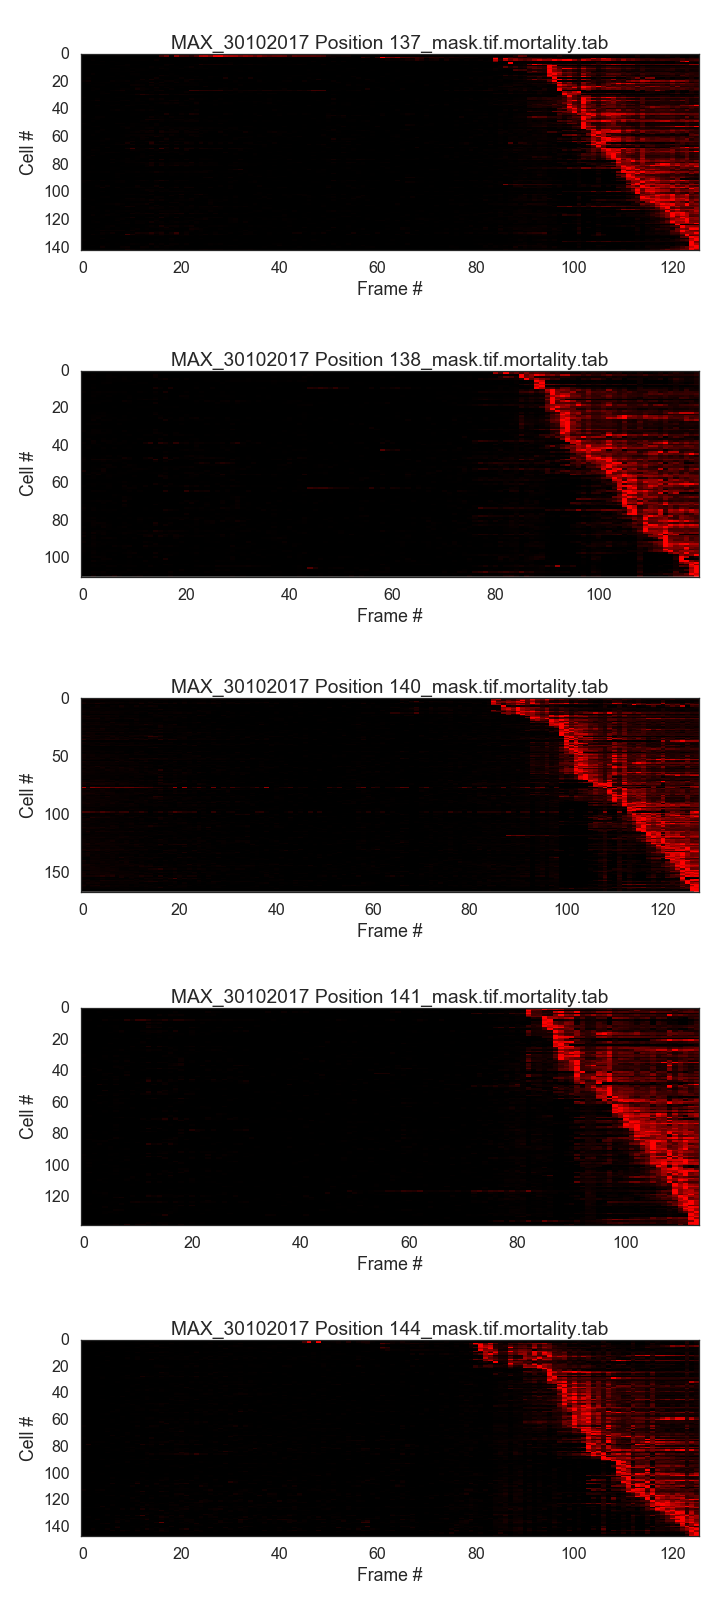 MAX_30102017 Position 137_mask.tif.mortality.tab
0
20
40
60
80
100
120
140
Cell #
0 20 40 60 80 100 120
Frame #
MAX_30102017 Position 138_mask.tif.mortality.tab
0
20
40
60
80
100
Cell #
0 20 40 60 80 100
Frame #
MAX_30102017 Position 140_mask.tif.mortality.tab
0
50
100
150
Cell #
0 20 40 60 80 100 120
Frame #
MAX_30102017 Position 141_mask.tif.mortality.tab
0
20
40
60
80
100
120
Cell #
0 20 40 60 80 100
Frame #
MAX_30102017 Position 144_mask.tif.mortality.tab
0
20
40
60
80
100
120
140
Cell #
0 20 40 60 80 100 120
Frame #